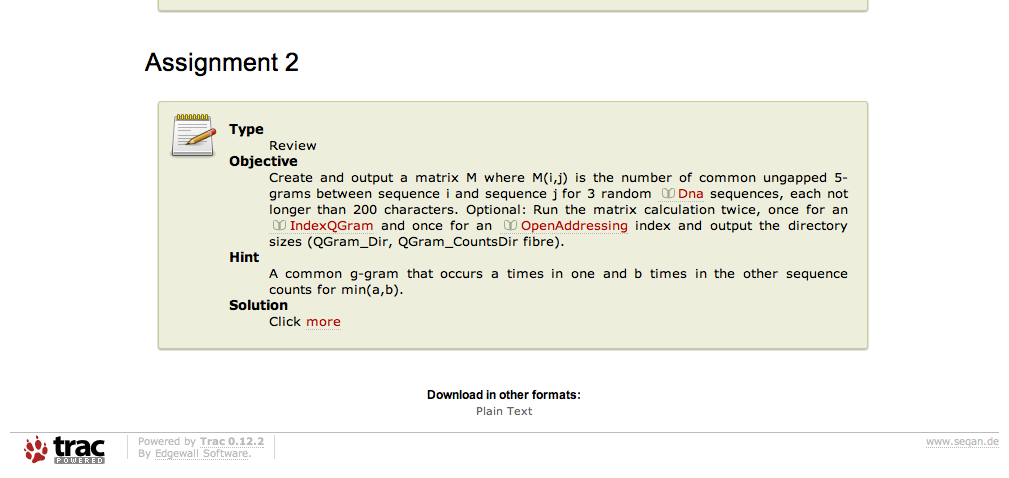 Assignment 2
Type
Review
Objective
Create and output a matrix M where M(i,j) is the number of common ungapped 5-
grams between sequence i and sequence j for 3 random Dna sequences, each not
longer than 200 characters. Optional: Run the matrix calculation twice, once for an
IndexQGram and once for an OpenAddressing index and output the directory
sizes (QGram_Dir, QGram_CountsDir fibre).
Hint
A common g-gram that occurs a times in one and b times in the other sequence
counts for min(a,b).
Solution
Click more
Download in other formats:
Plain Text
trac
POWERED
Powered by Trac 0.12.2
By Edgewall Software.
www.seqan.de